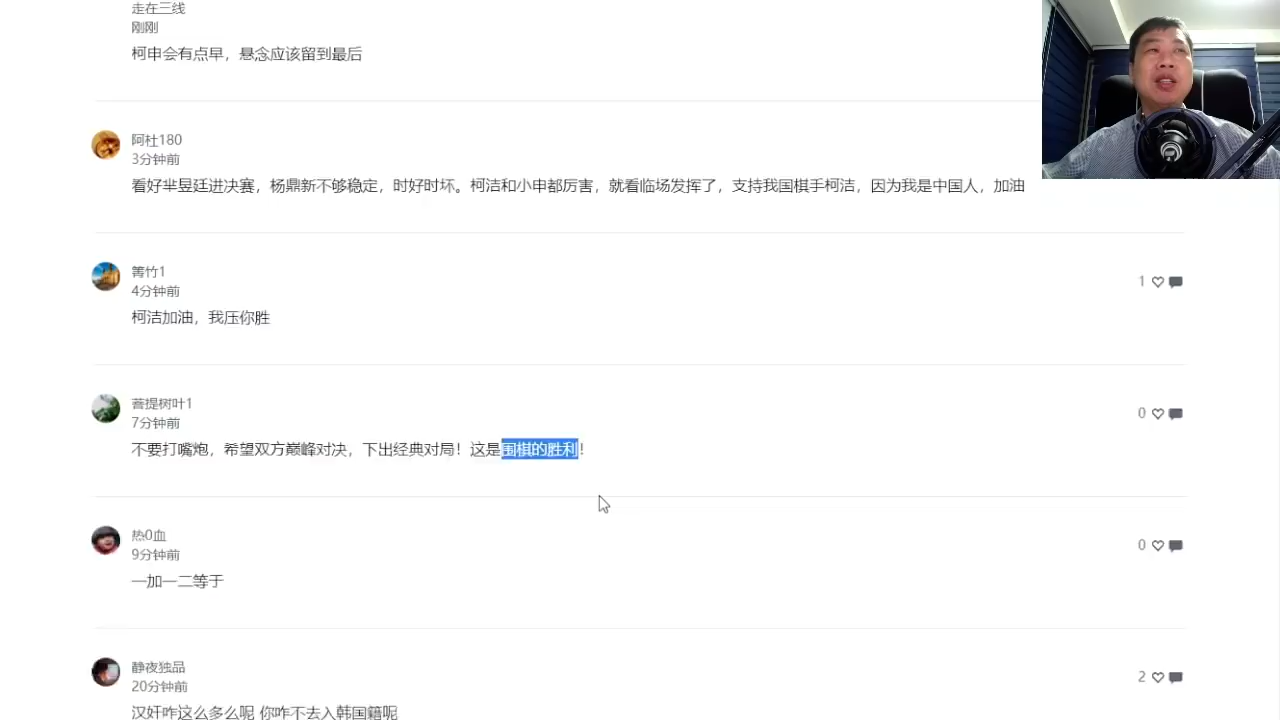 走在三线
刚刚
柯申会有点早，悬念应该留到最后
阿杜180
3分钟前
看好芈昱廷进决赛，杨鼎新不够稳定，时好时坏。柯洁和小申都厉害，就看临场发挥了，支持我国棋手柯洁，因为我是中国人，加油
箐竹1
4分钟前
1
柯洁加油，我压你胜
菩提树叶1
7分钟前
0
不要打嘴炮，希望双方巅峰对决，下出经典对局！这是围棋的胜利！
热0血
9分钟前
0
一加一二等于
静夜独品
20分钟前
2
汉奸咋这么多么呢 你咋不去入韩国籍呢